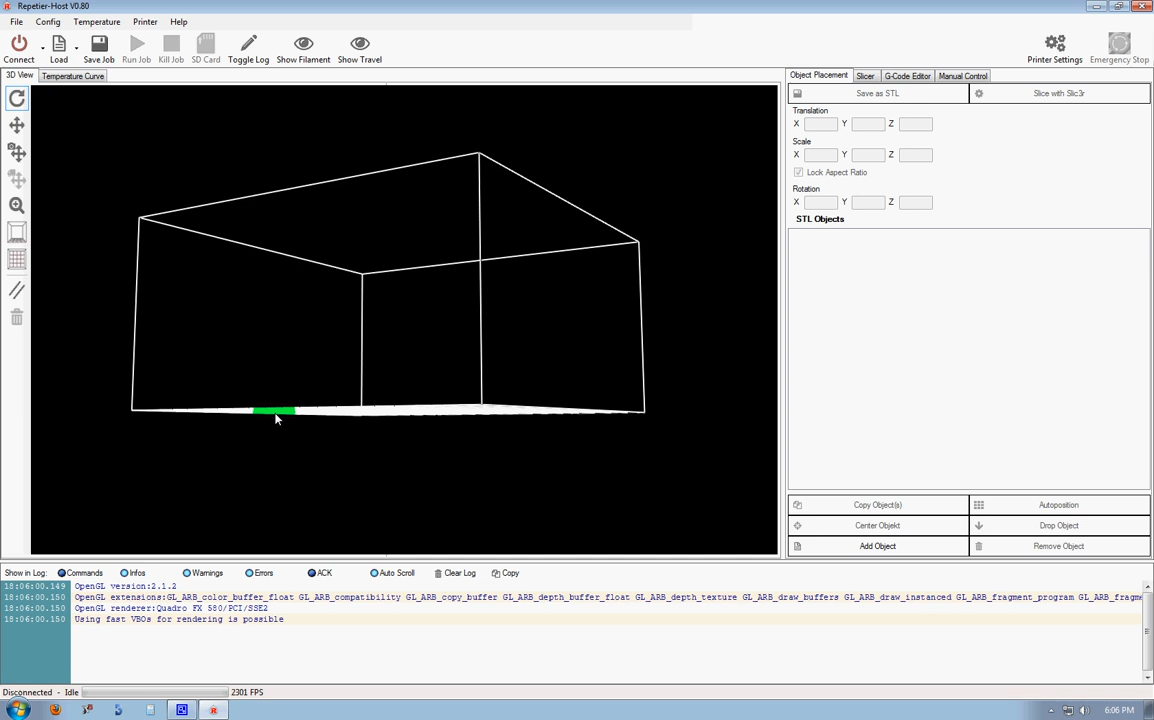 Repetier-Host V0.80
File Config Temperature Printer Help
Connect Load Save Job Run Job Kill Job SD Card Toggle Log Show Filament Show Travel Printer Settings Emergency Stop
3D View Temperature Curve
Object Placement Slicer G-Code Editor Manual Control
Save as STL Slice with Slic3r
Translation
X Y Z
Scale
X Y Z
Lock Aspect Ratio
Rotation
X Y Z
STL Objects
Copy Object(s) Autoposition
Center Objekt Drop Object
Add Object Remove Object
Show in Log: Commands Infos Warnings Errors ACK Auto Scroll Clear Log Copy
18:06:00.149 OpenGL version:2.1.2
18:06:00.150 OpenGL extensions:GL_ARB_color_buffer_float GL_ARB_compatibility GL_ARB_copy_buffer GL_ARB_depth_buffer_float GL_ARB_depth_texture GL_ARB_draw_buffers GL_ARB_draw_instanced GL_ARB_fragment_program GL_ARB_fragme
18:06:00.150 OpenGL renderer:Quadro FX 580/PCI/SSE2
18:06:00.150 Using fast VBOs for rendering is possible
Disconnected - Idle 2301 FPS
6:06 PM